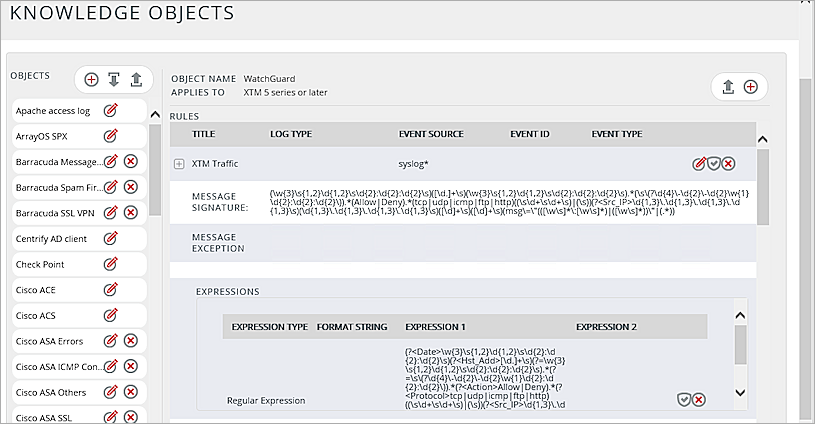 KNOWLEDGE OBJECTS
OBJECTS
Apache access log
ArrayOS SPX
Barracuda Message...
Barracuda Spam Fir...
Barracuda SSL VPN
Centrify AD client
Check Point
Cisco ACE
Cisco ACS
Cisco ASA Errors
Cisco ASA ICMP Con...
Cisco ASA Others
Cisco ASA SSL
OBJECT NAME WatchGuard
APPLIES TO XTM 5 series or later
RULES
TITLE LOG TYPE EVENT SOURCE EVENT ID EVENT TYPE
XTM Traffic syslog*
MESSAGE
SIGNATURE:
(\w{3}\s{1,2}\d{1,2}\s\d{2}:\d{2}:\d{2}\s)([\d.]+\s)(\w{3}\s{1,2}\d{1,2}\s\d{2}:\d{2}:\d{2}\s).*(\s\(?\d{4}\-\d{2}\-\d{2}\w{1}
\d{2}:\d{2}:\d{2}\)).*(Allow|Deny).*(tcp|udp|icmp|ftp|http)((\s\d+\s\d+\s)|(\s))(?<Src_IP>\d{1,3}\.\d{1,3}\.\d{1,3}\.\d{
1,3}\s)(\d{1,3}\.\d{1,3}\.\d{1,3}\.\d{1,3}\s)([\d]+\s)([\d]+\s)(msg\=\"(([\w\s]*\:[\w\s]*)|([\w\s]*))\"|(.*))
MESSAGE
EXCEPTION
EXPRESSIONS
EXPRESSION TYPE FORMAT STRING EXPRESSION 1 EXPRESSION 2
Regular Expression
(?<Date>\w{3}\s{1,2}\d{1,2}\s\d{2}:\d{
2}:\d{2}\s)(?<Hst_Add>[\d.]+\s)(?=\w{3}
\s{1,2}\d{1,2}\s\d{2}:\d{2}:\d{2}\s).*(?
=\s\(?\d{4}\-\d{2}\-\d{2}\w{1}\d{2}:\d{
2}:\d{2}\)).*(?<Action>Allow|Deny).*(?
<Protocol>tcp|udp|icmp|ftp|http)
((\s\d+\s\d+\s)|(\s))(?<Src_IP>\d{1,3}\.\d